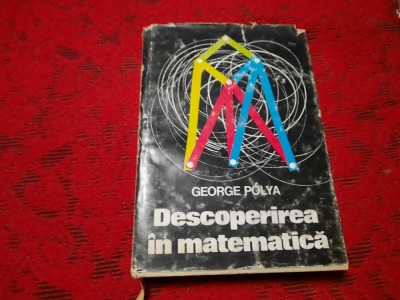 GEORGE PÓLYA
Descoperirea
în matematică